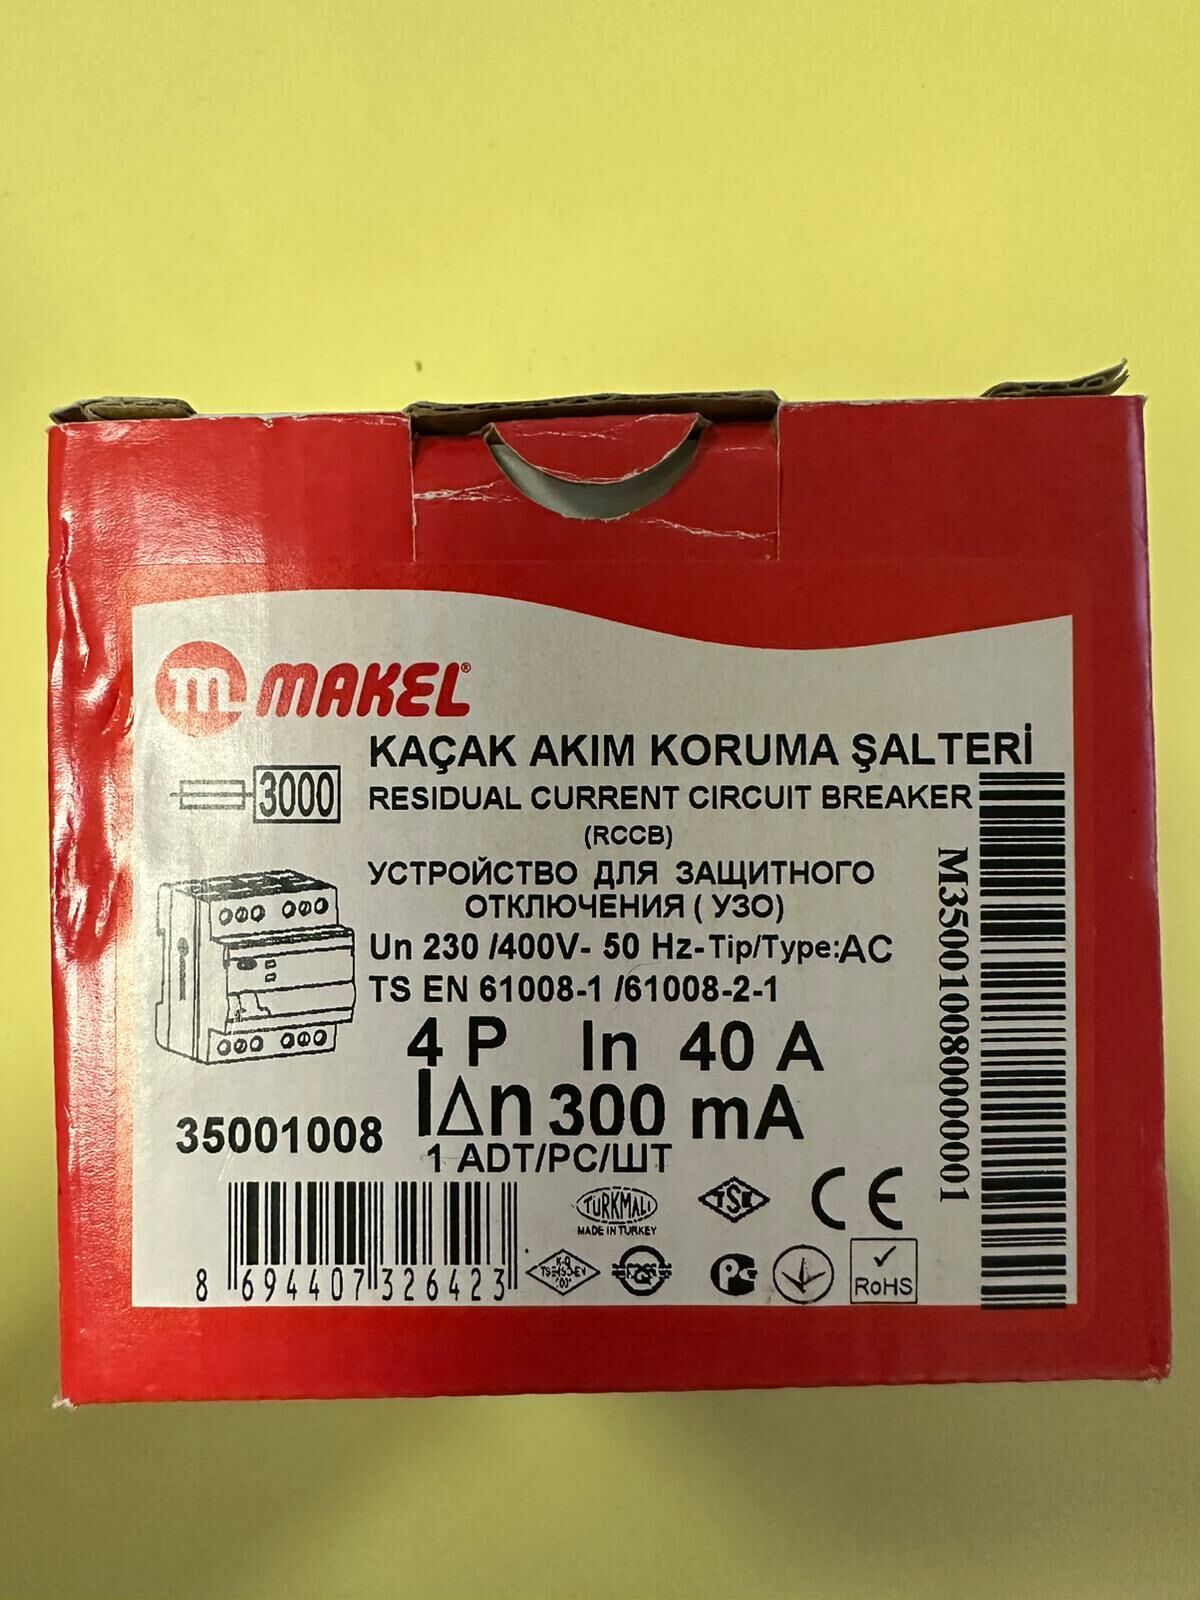 m MAKEL®
KAÇAK AKIM KORUMA ŞALTERİ
3000
RESIDUAL CURRENT CIRCUIT BREAKER
(RCCB)
УСТРОЙСТВО ДЛЯ ЗАЩИТНОГО
ОТКЛЮЧЕНИЯ ( УЗО)
Un 230 /400V- 50 Hz-Tip/Type:AC
TS EN 61008-1 /61008-2-1
4 P In 40 A
I∆n 300 mA
35001008
1 ADT/PC/ШТ
M35001008000001
8 694407 326423
TÜRKMALI
MADE IN TURKEY
TSE
CE
RoHS